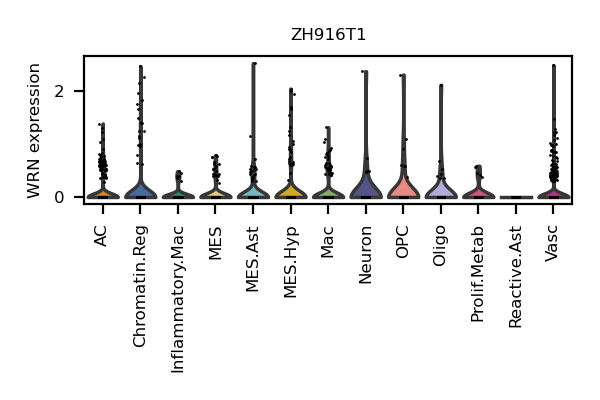 ZH916T1
WRN expression
2
0
AC
Chromatin.Reg
Inflammatory.Mac
MES
MES.Ast
MES.Hyp
Mac
Neuron
OPC
Oligo
Prolif.Metab
Reactive.Ast
Vasc